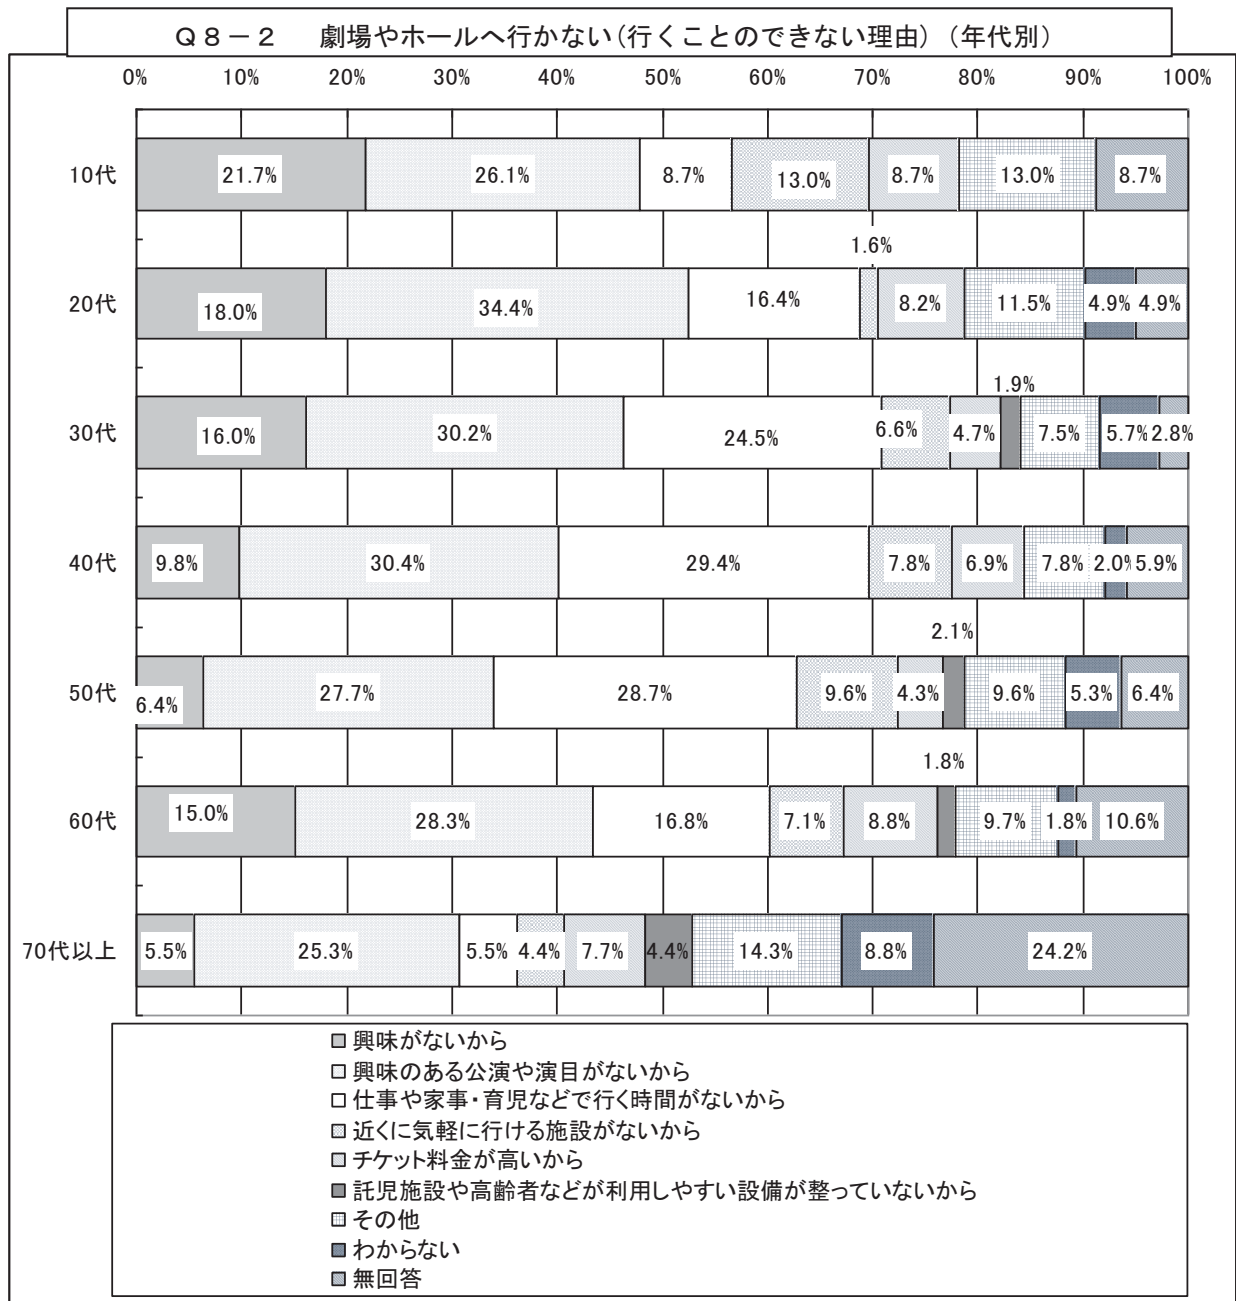 Q8－2　劇場やホールへ行かない(行くことのできない理由)（年代別）
0% 10% 20% 30% 40% 50% 60% 70% 80% 90% 100%
10代 21.7% 26.1% 8.7% 13.0% 8.7% 13.0% 8.7%
1.6%
20代 18.0% 34.4% 16.4% 8.2% 11.5% 4.9% 4.9%
1.9%
30代 16.0% 30.2% 24.5% 6.6% 4.7% 7.5% 5.7% 2.8%
40代 9.8% 30.4% 29.4% 7.8% 6.9% 7.8% 2.0% 5.9%
2.1%
50代 6.4% 27.7% 28.7% 9.6% 4.3% 9.6% 5.3% 6.4%
1.8%
60代 15.0% 28.3% 16.8% 7.1% 8.8% 9.7% 1.8% 10.6%
70代以上 5.5% 25.3% 5.5% 4.4% 7.7% 4.4% 14.3% 8.8% 24.2%
興味がないから
興味のある公演や演目がないから
仕事や家事・育児などで行く時間がないから
近くに気軽に行ける施設がないから
チケット料金が高いから
託児施設や高齢者などが利用しやすい設備が整っていないから
その他
わからない
無回答